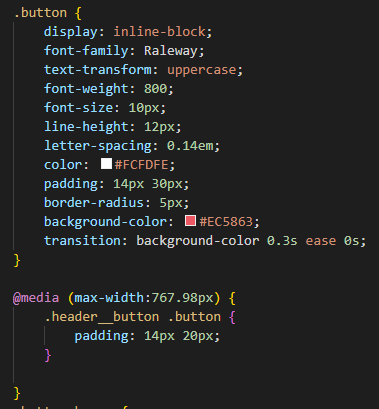 .button {
display: inline-block;
font-family: Raleway;
text-transform: uppercase;
font-weight: 800;
font-size: 10px;
line-height: 12px;
letter-spacing: 0.14em;
color: #FCFDFE;
padding: 14px 30px;
border-radius: 5px;
background-color: #EC5863;
transition: background-color 0.3s ease 0s;
}
@media (max-width:767.98px) {
.header__button .button {
padding: 14px 20px;
}
}